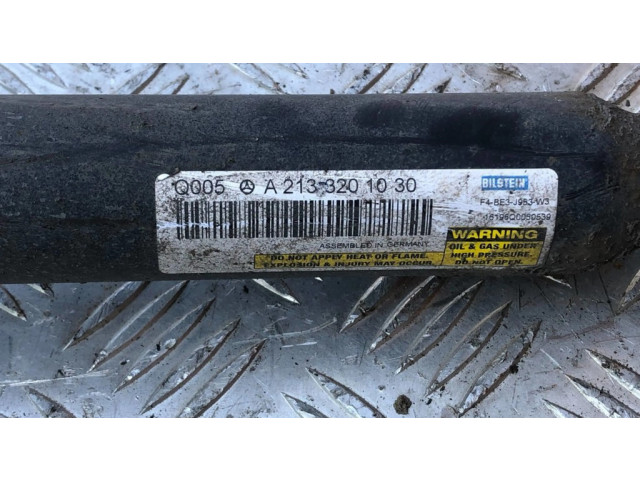 Q005 A 213 320 10 30
BILSTEIN
F4-BE3-J953-W3
ASSEMBLED IN GERMANY
DO NOT APPLY HEAT OR FLAME.
EXPLOSION & INJURY MAY OCCUR.
WARNING
OIL & GAS UNDER
HIGH PRESSURE.
DO NOT OPEN.